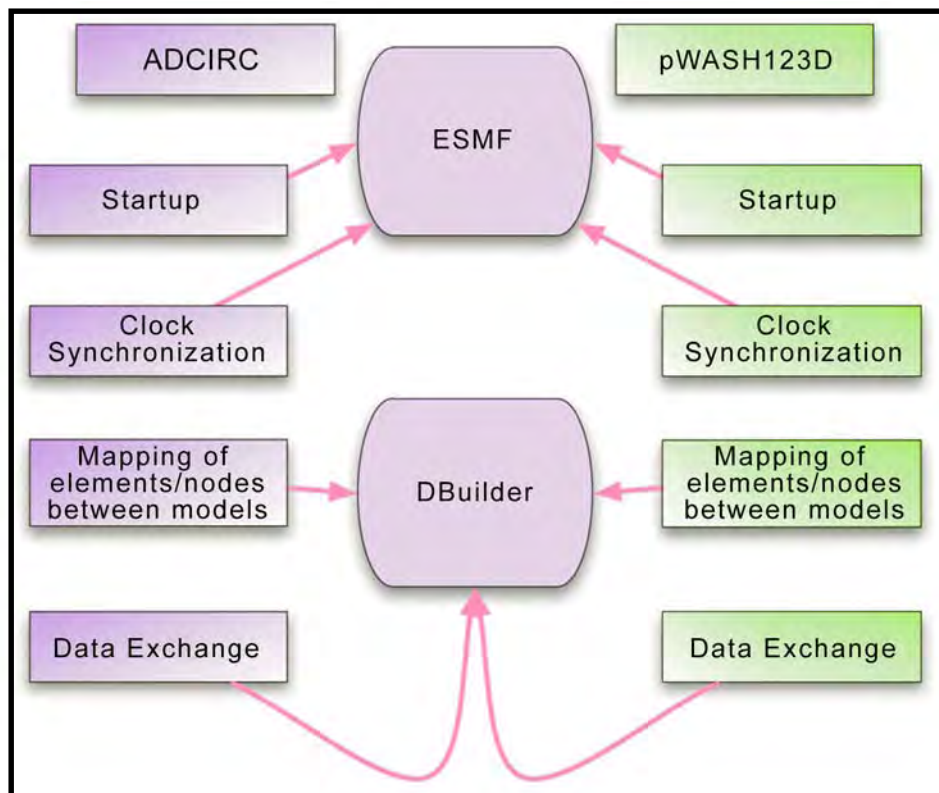 ADCIRC
pWASH123D
ESMF
Startup
Startup
Clock
Synchronization
Clock
Synchronization
Mapping of
elements/nodes
between models
DBuilder
Mapping of
elements/nodes
between models
Data Exchange
Data Exchange